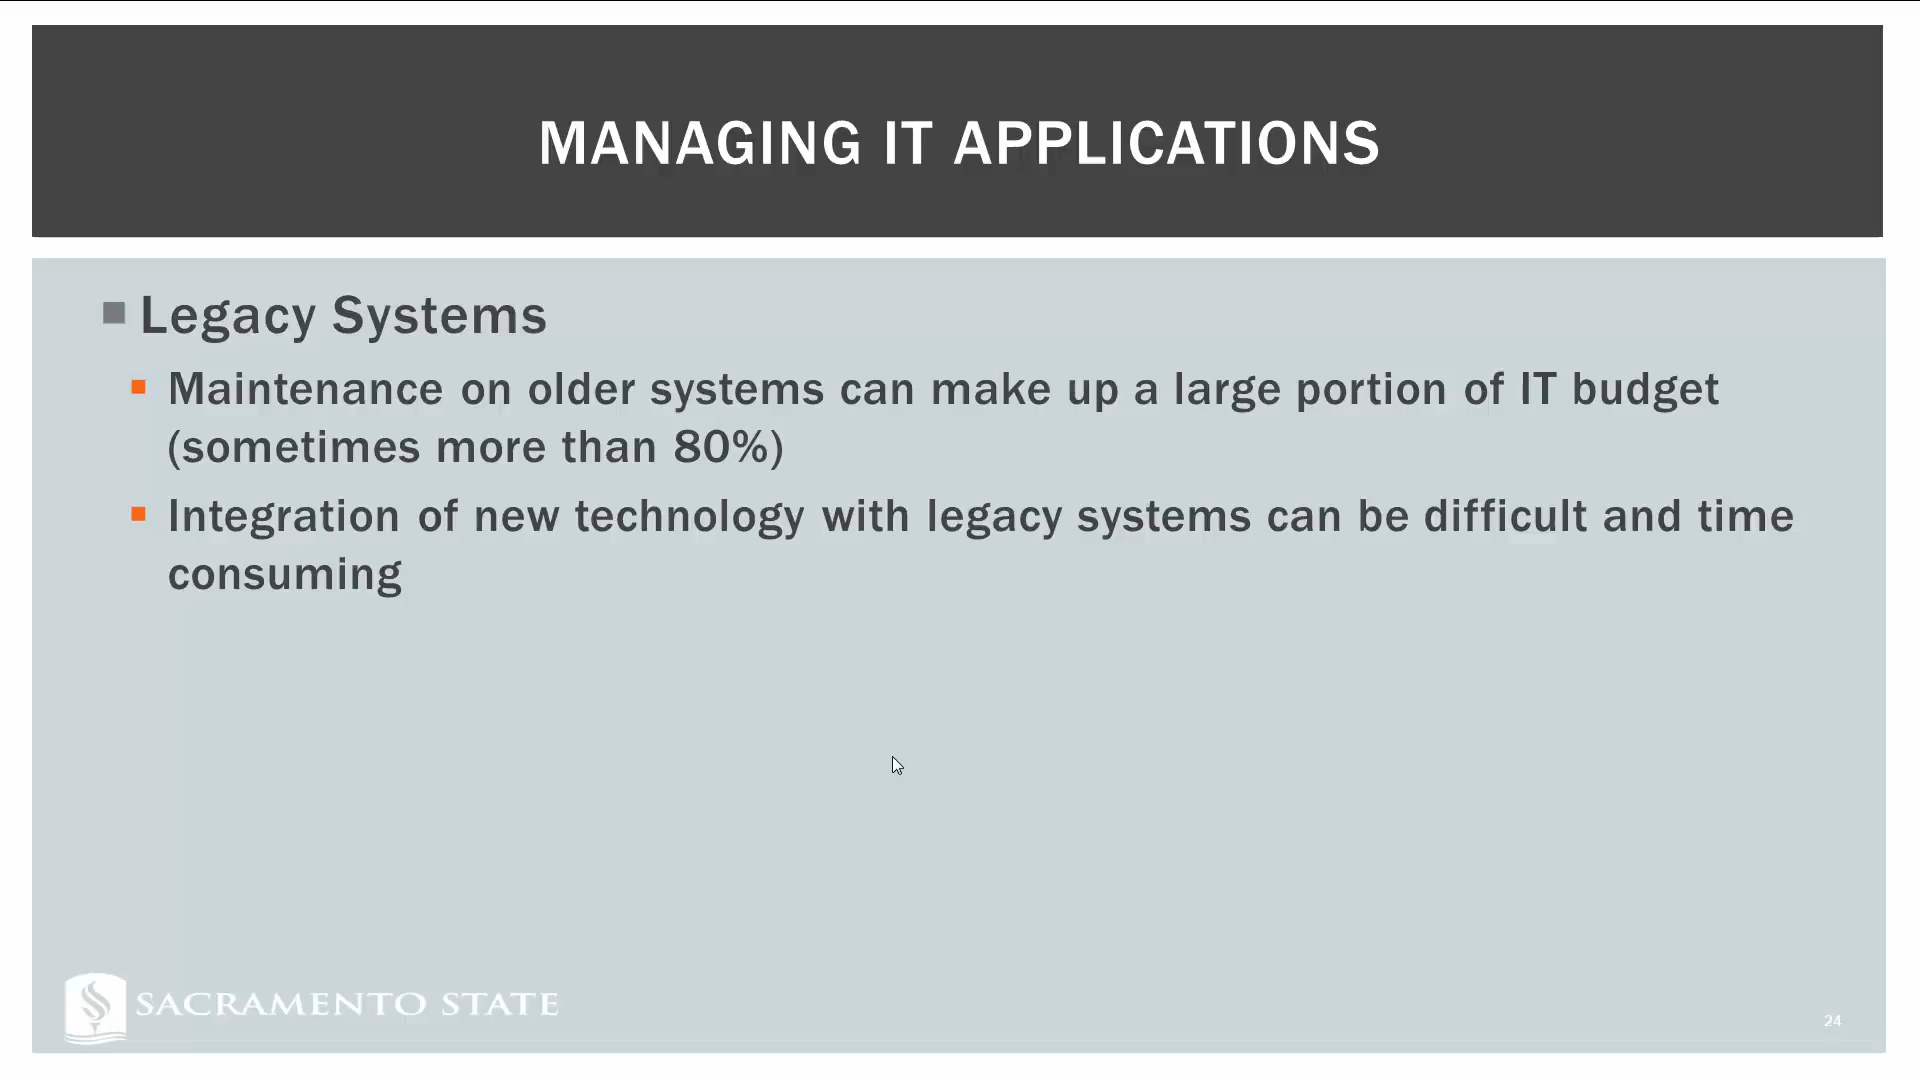 MANAGING IT APPLICATIONS
Legacy Systems
Maintenance on older systems can make up a large portion of IT budget
(sometimes more than 80%)
Integration of new technology with legacy systems can be difficult and time
consuming
SACRAMENTO STATE
24